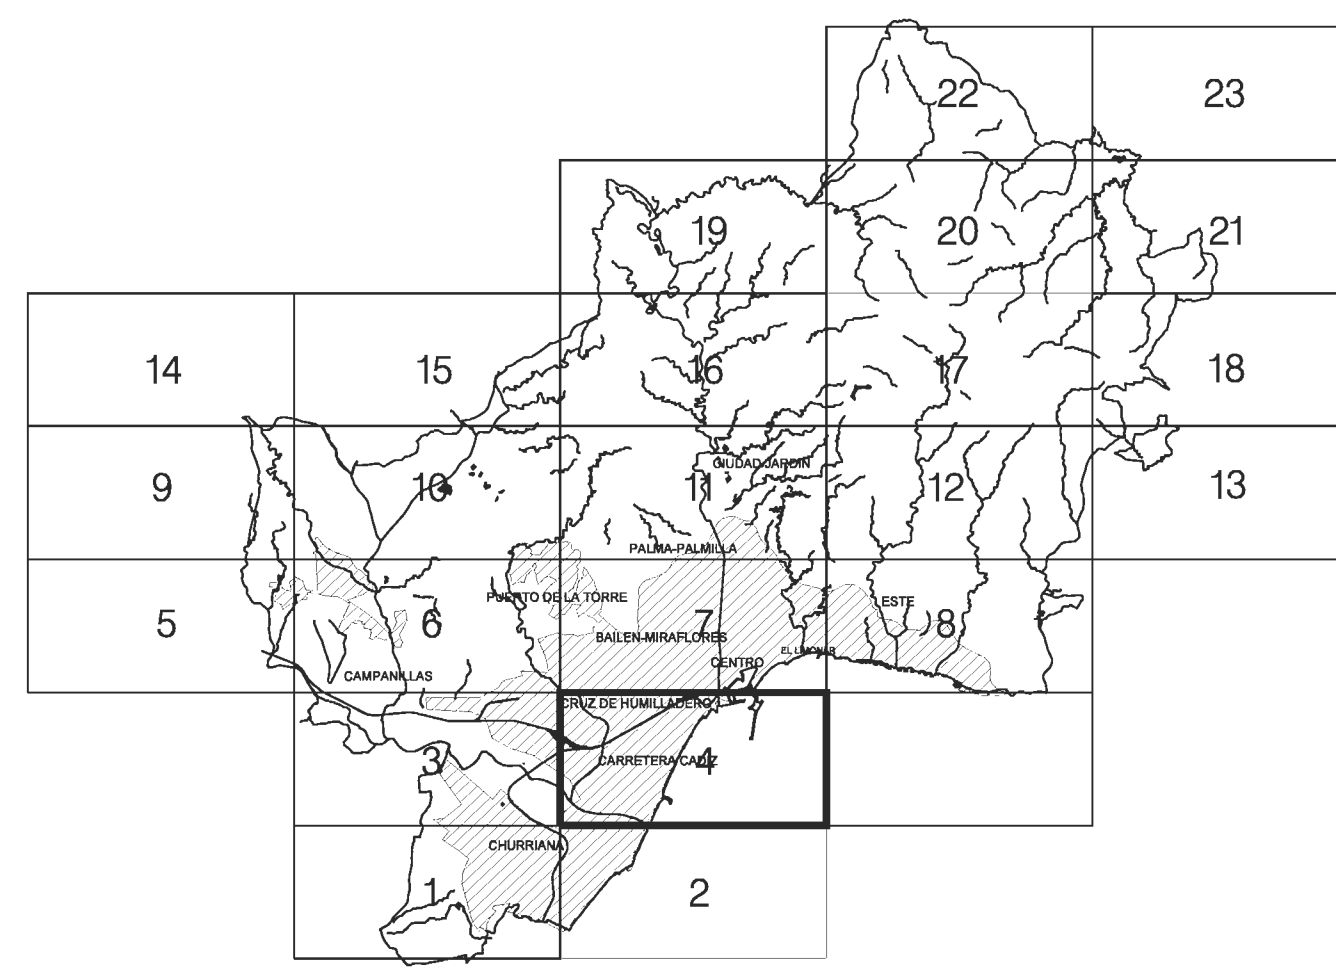 22
23
19
20
21
14
15
16
17
18
CIUDAD JARDIN
9
10
11
12
13
PALMA-PALMILLA
PUERTO DE LA TORRE
ESTE
5
6
7
8
BAILEN-MIRAFLORES
EL LIMONAR
CENTRO
CAMPANILLAS
CRUZ DE HUMILLADERO
3
CARRETERA CADIZ
4
CHURRIANA
1
2